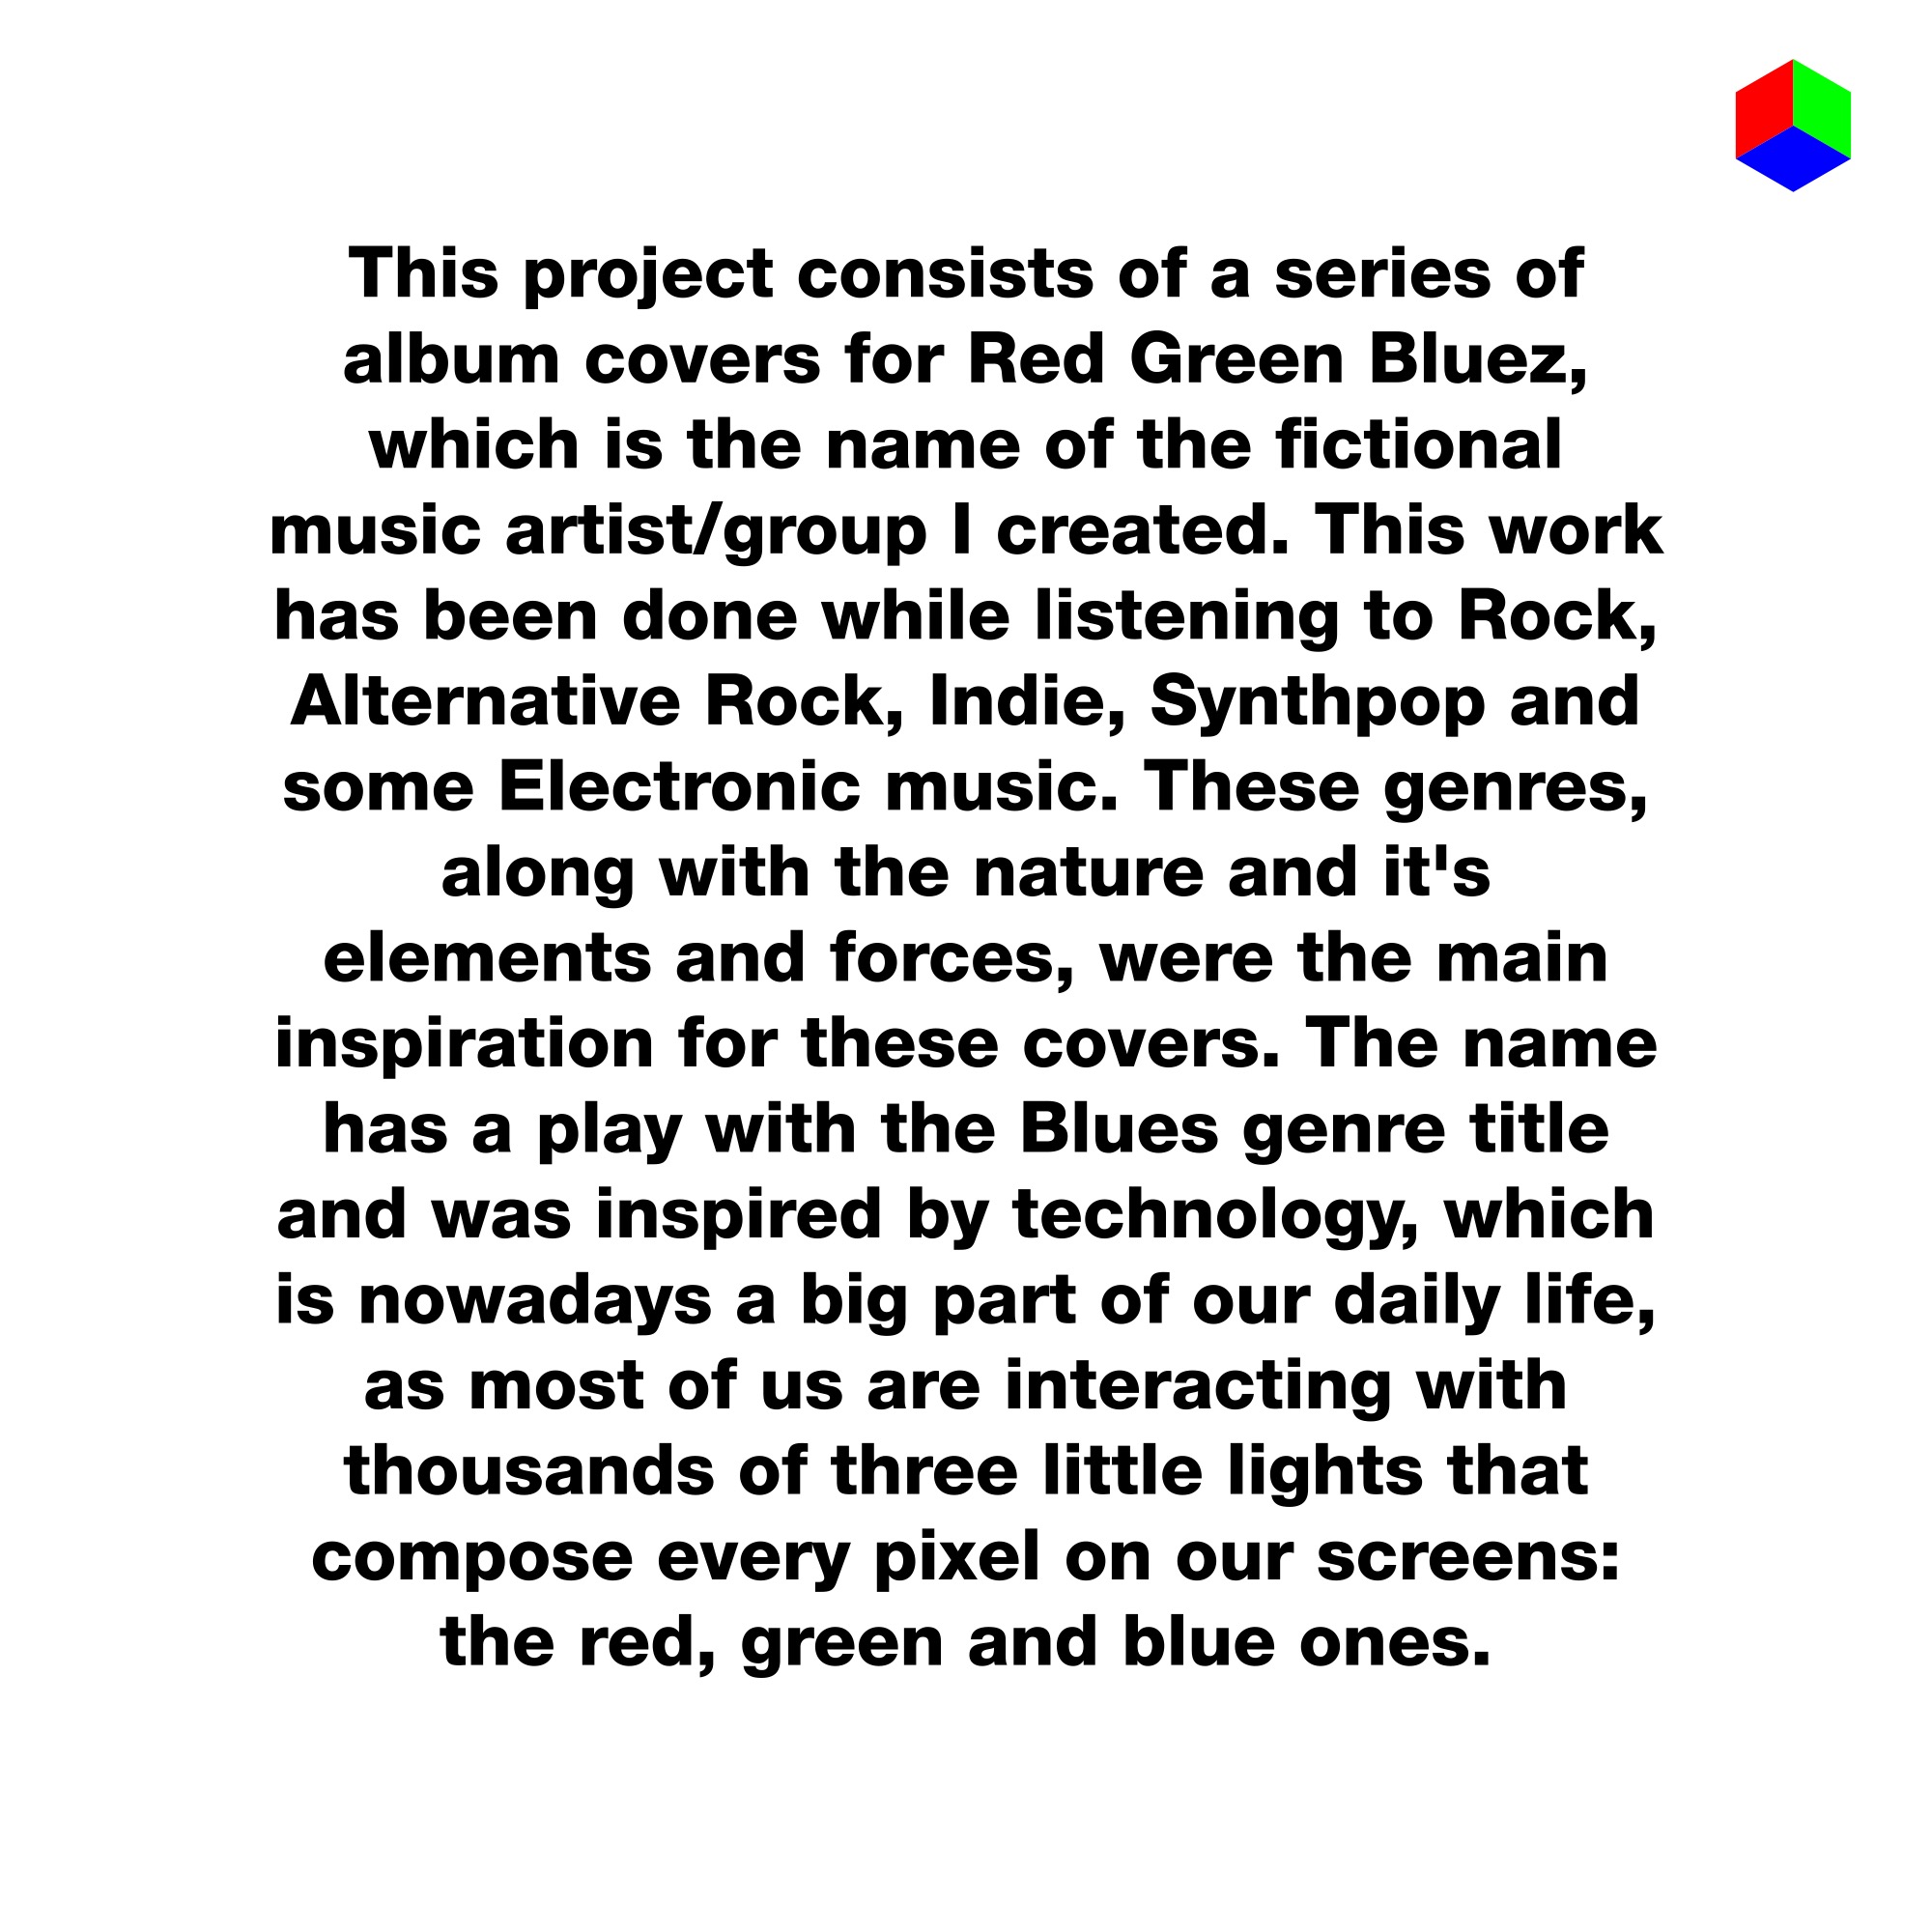 This project consists of a series of
album covers for Red Green Bluez,
which is the name of the fictional
music artist/group I created. This work
has been done while listening to Rock,
Alternative Rock, Indie, Synthpop and
some Electronic music. These genres,
along with the nature and it's
elements and forces, were the main
inspiration for these covers. The name
has a play with the Blues genre title
and was inspired by technology, which
is nowadays a big part of our daily life,
as most of us are interacting with
thousands of three little lights that
compose every pixel on our screens:
the red, green and blue ones.